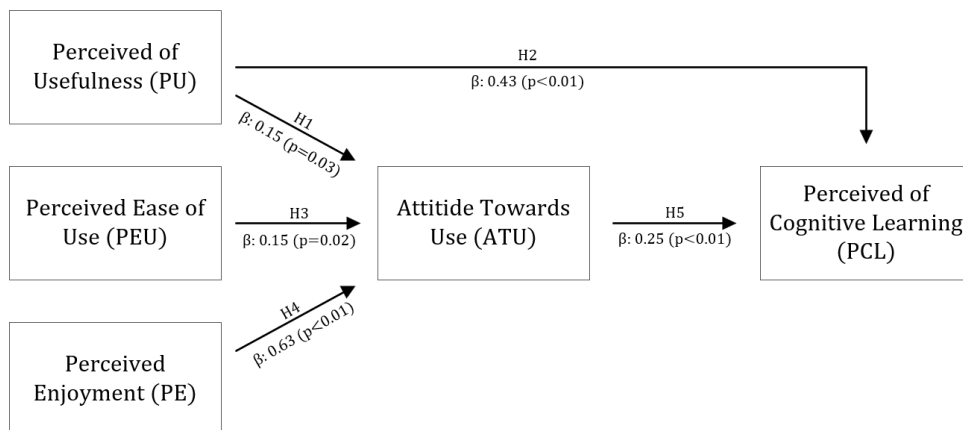 Perceived of
Usefulness (PU)
H2
β: 0.43 (p<0.01)
H1
β: 0.15 (p=0.03)
Perceived Ease of
Use (PEU)
H3
β: 0.15 (p=0.02)
Attitide Towards
Use (ATU)
H5
β: 0.25 (p<0.01)
Perceived of
Cognitive Learning
(PCL)
H4
β: 0.63 (p<0.01)
Perceived
Enjoyment (PE)